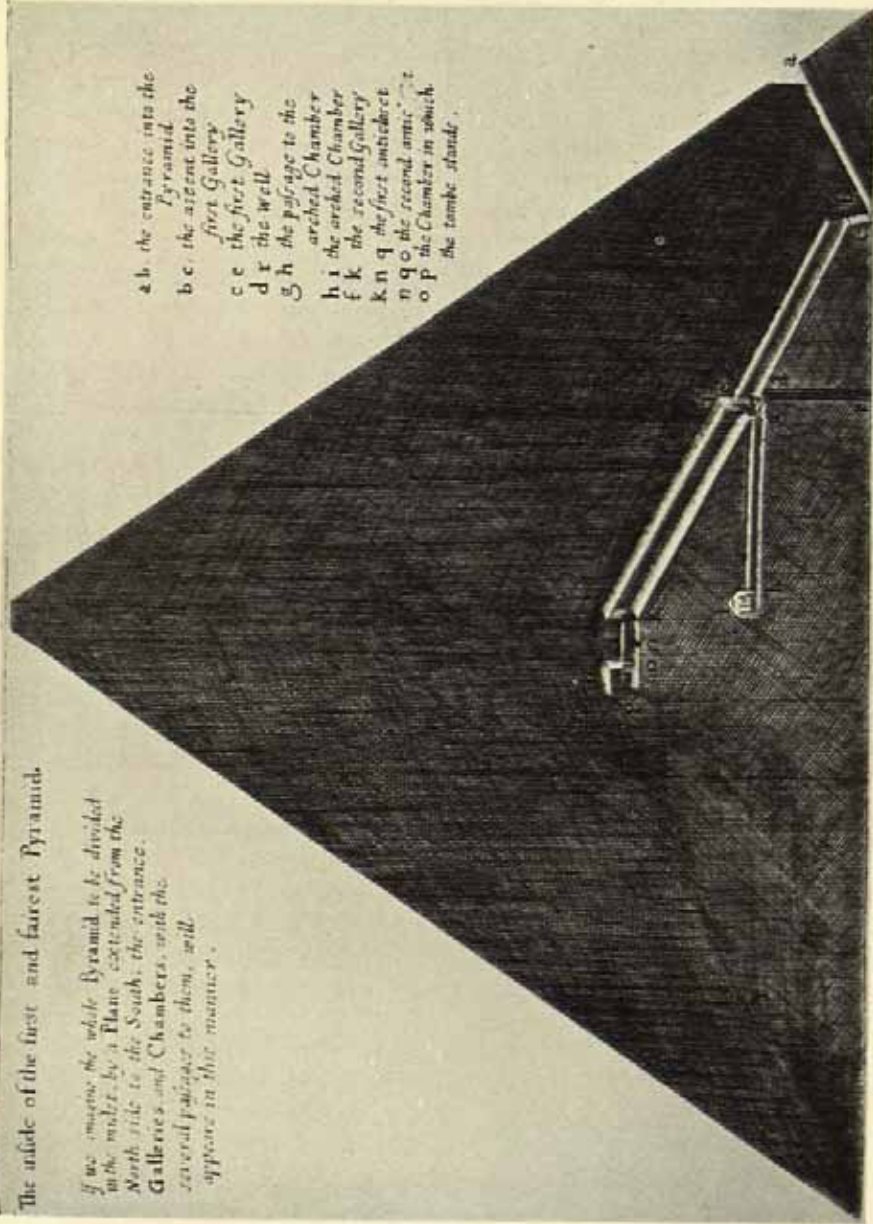 The inside of the first and fairest Pyramid.
If we imagine the whole Pyramid to be divided
in the midst by a Plane extended from the
North side to the South, the entrance,
Galleries and Chambers, with the
several passages to them, will
appeare in this manner.
a b. the entrance into the
Pyramid
b c. the ascent into the
first Gallery
c e the first Gallery
d r the Well
g h the passage to the
arched Chamber
h i the arched Chamber
f k the second Gallery
k n q the first anticloset
n q o the second
o p the Chamber in which.
the tombe stands.
a